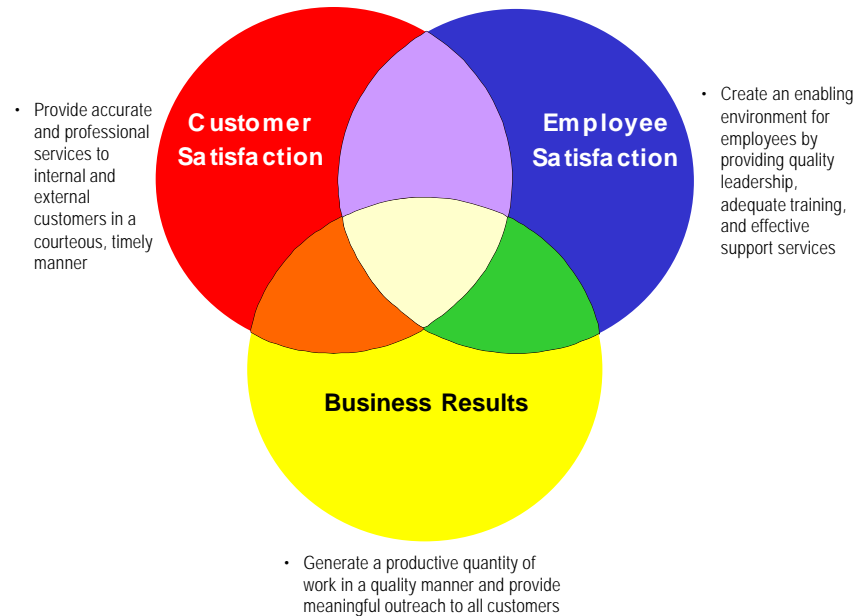 Customer
Satisfaction
Employee
Satisfaction
• Provide accurate
and professional
services to
internal and
external
customers in a
courteous, timely
manner
• Create an enabling
environment for
employees by
providing quality
leadership,
adequate training,
and effective
support services
Business Results
• Generate a productive quantity of
work in a quality manner and provide
meaningful outreach to all customers